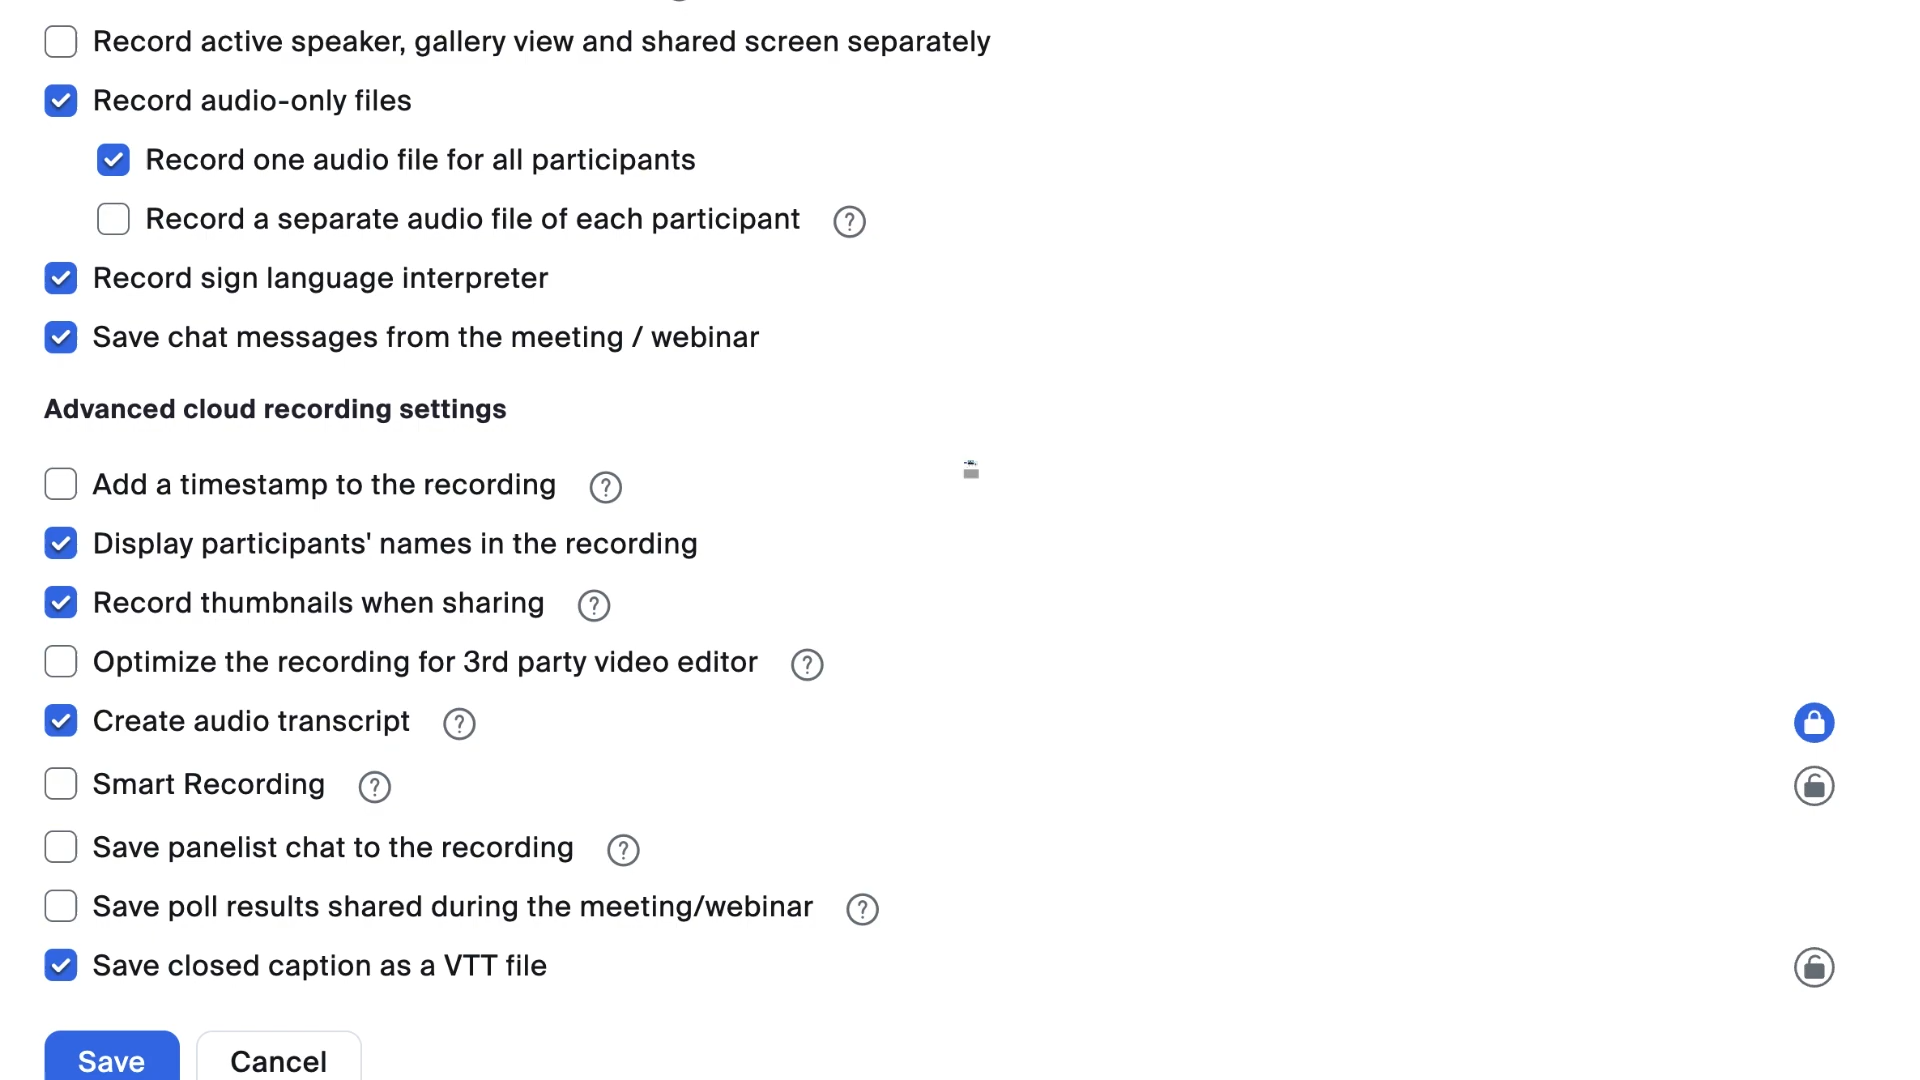 Record active speaker, gallery view and shared screen separately
Record audio-only files
Record one audio file for all participants
Record a separate audio file of each participant ?
Record sign language interpreter
Save chat messages from the meeting / webinar
Advanced cloud recording settings
Add a timestamp to the recording ?
Display participants' names in the recording
Record thumbnails when sharing ?
Optimize the recording for 3rd party video editor ?
Create audio transcript ?
Smart Recording ?
Save panelist chat to the recording ?
Save poll results shared during the meeting/webinar ?
Save closed caption as a VTT file
Save Cancel